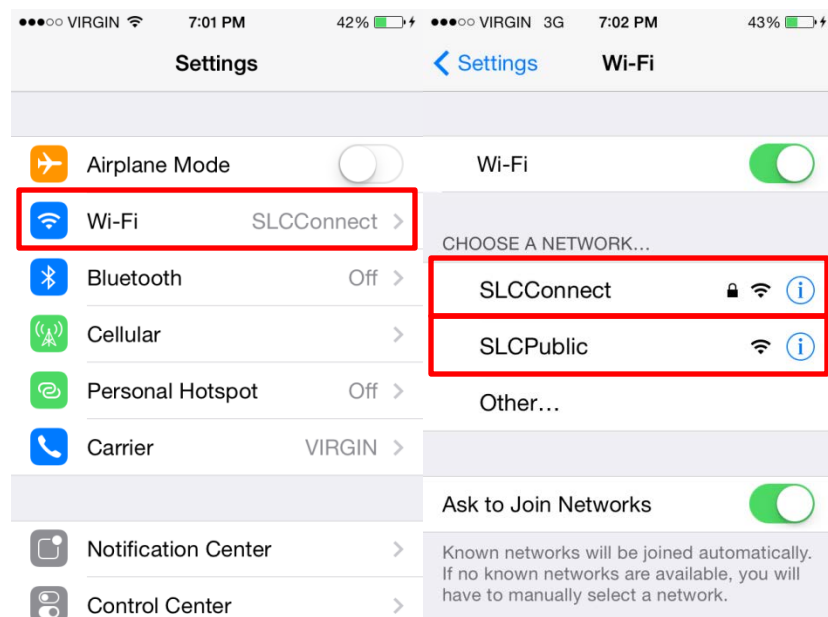 VIRGIN 7:01 PM 42%
Settings
Airplane Mode
Wi-Fi SLCConnect
Bluetooth Off
Cellular
Personal Hotspot Off
Carrier VIRGIN
Notification Center
Control Center
VIRGIN 3G 7:02 PM 43%
Settings Wi-Fi
Wi-Fi
CHOOSE A NETWORK...
SLCConnect
SLCPublic
Other...
Ask to Join Networks
Known networks will be joined automatically.
If no known networks are available, you will
have to manually select a network.